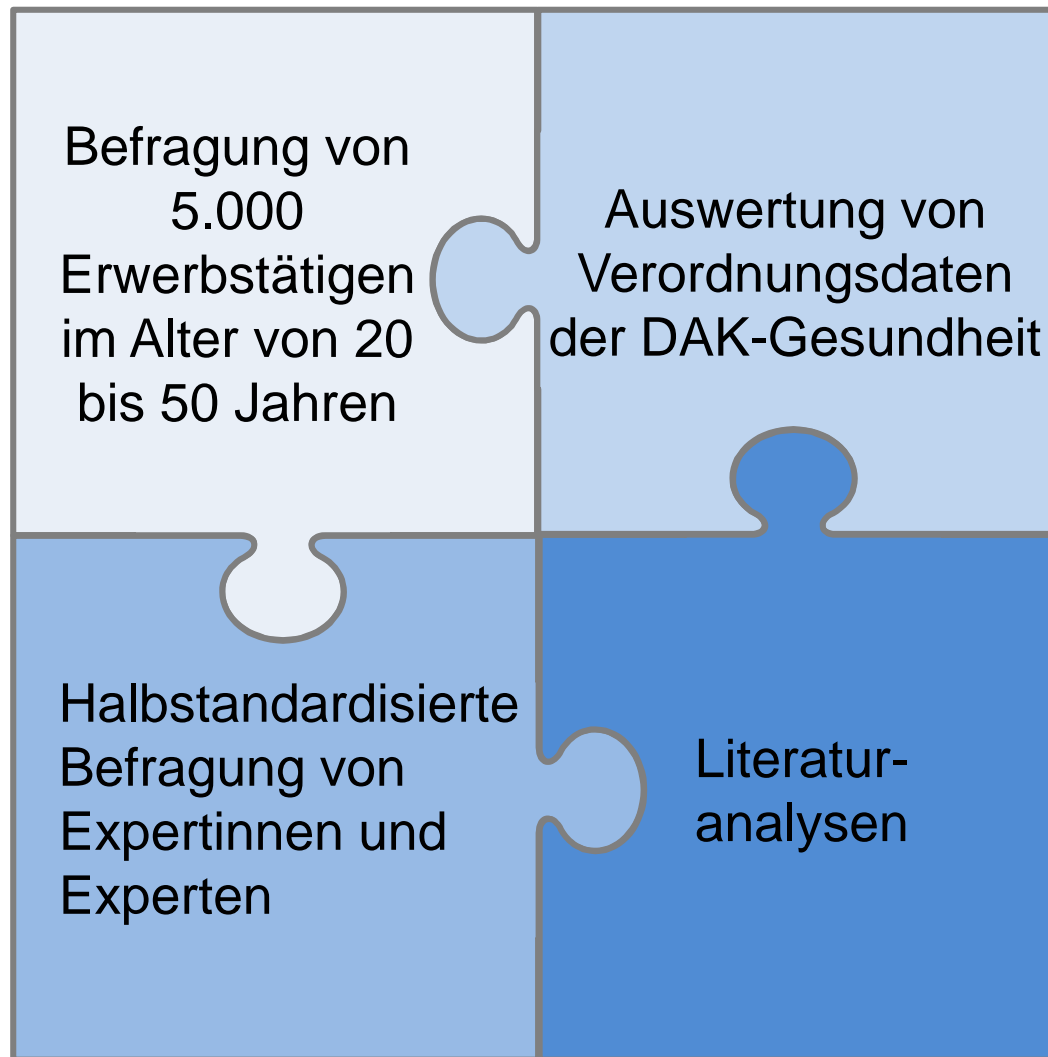 Befragung von
5.000
Erwerbstätigen
im Alter von 20
bis 50 Jahren
Auswertung von
Verordnungsdaten
der DAK-Gesundheit
Halbstandardisierte
Befragung von
Expertinnen und
Experten
Literatur-
analysen